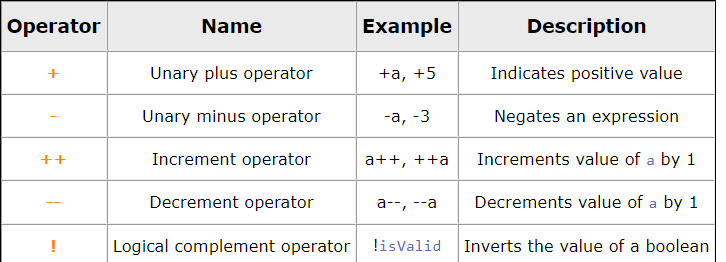 Operator Name Example Description
+ Unary plus operator +a, +5 Indicates positive value
- Unary minus operator -a, -3 Negates an expression
++ Increment operator a++, ++a Increments value of a by 1
-- Decrement operator a--, --a Decrements value of a by 1
! Logical complement operator !isValid Inverts the value of a boolean